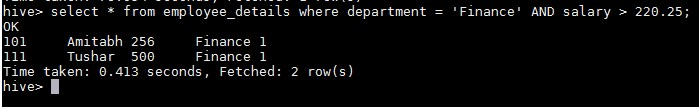 hive> select * from employee_details where department = 'Finance' AND salary > 220.25;
OK
101 Amitabh 256 Finance 1
111 Tushar 500 Finance 1
Time taken: 0.413 seconds, Fetched: 2 row(s)
hive>